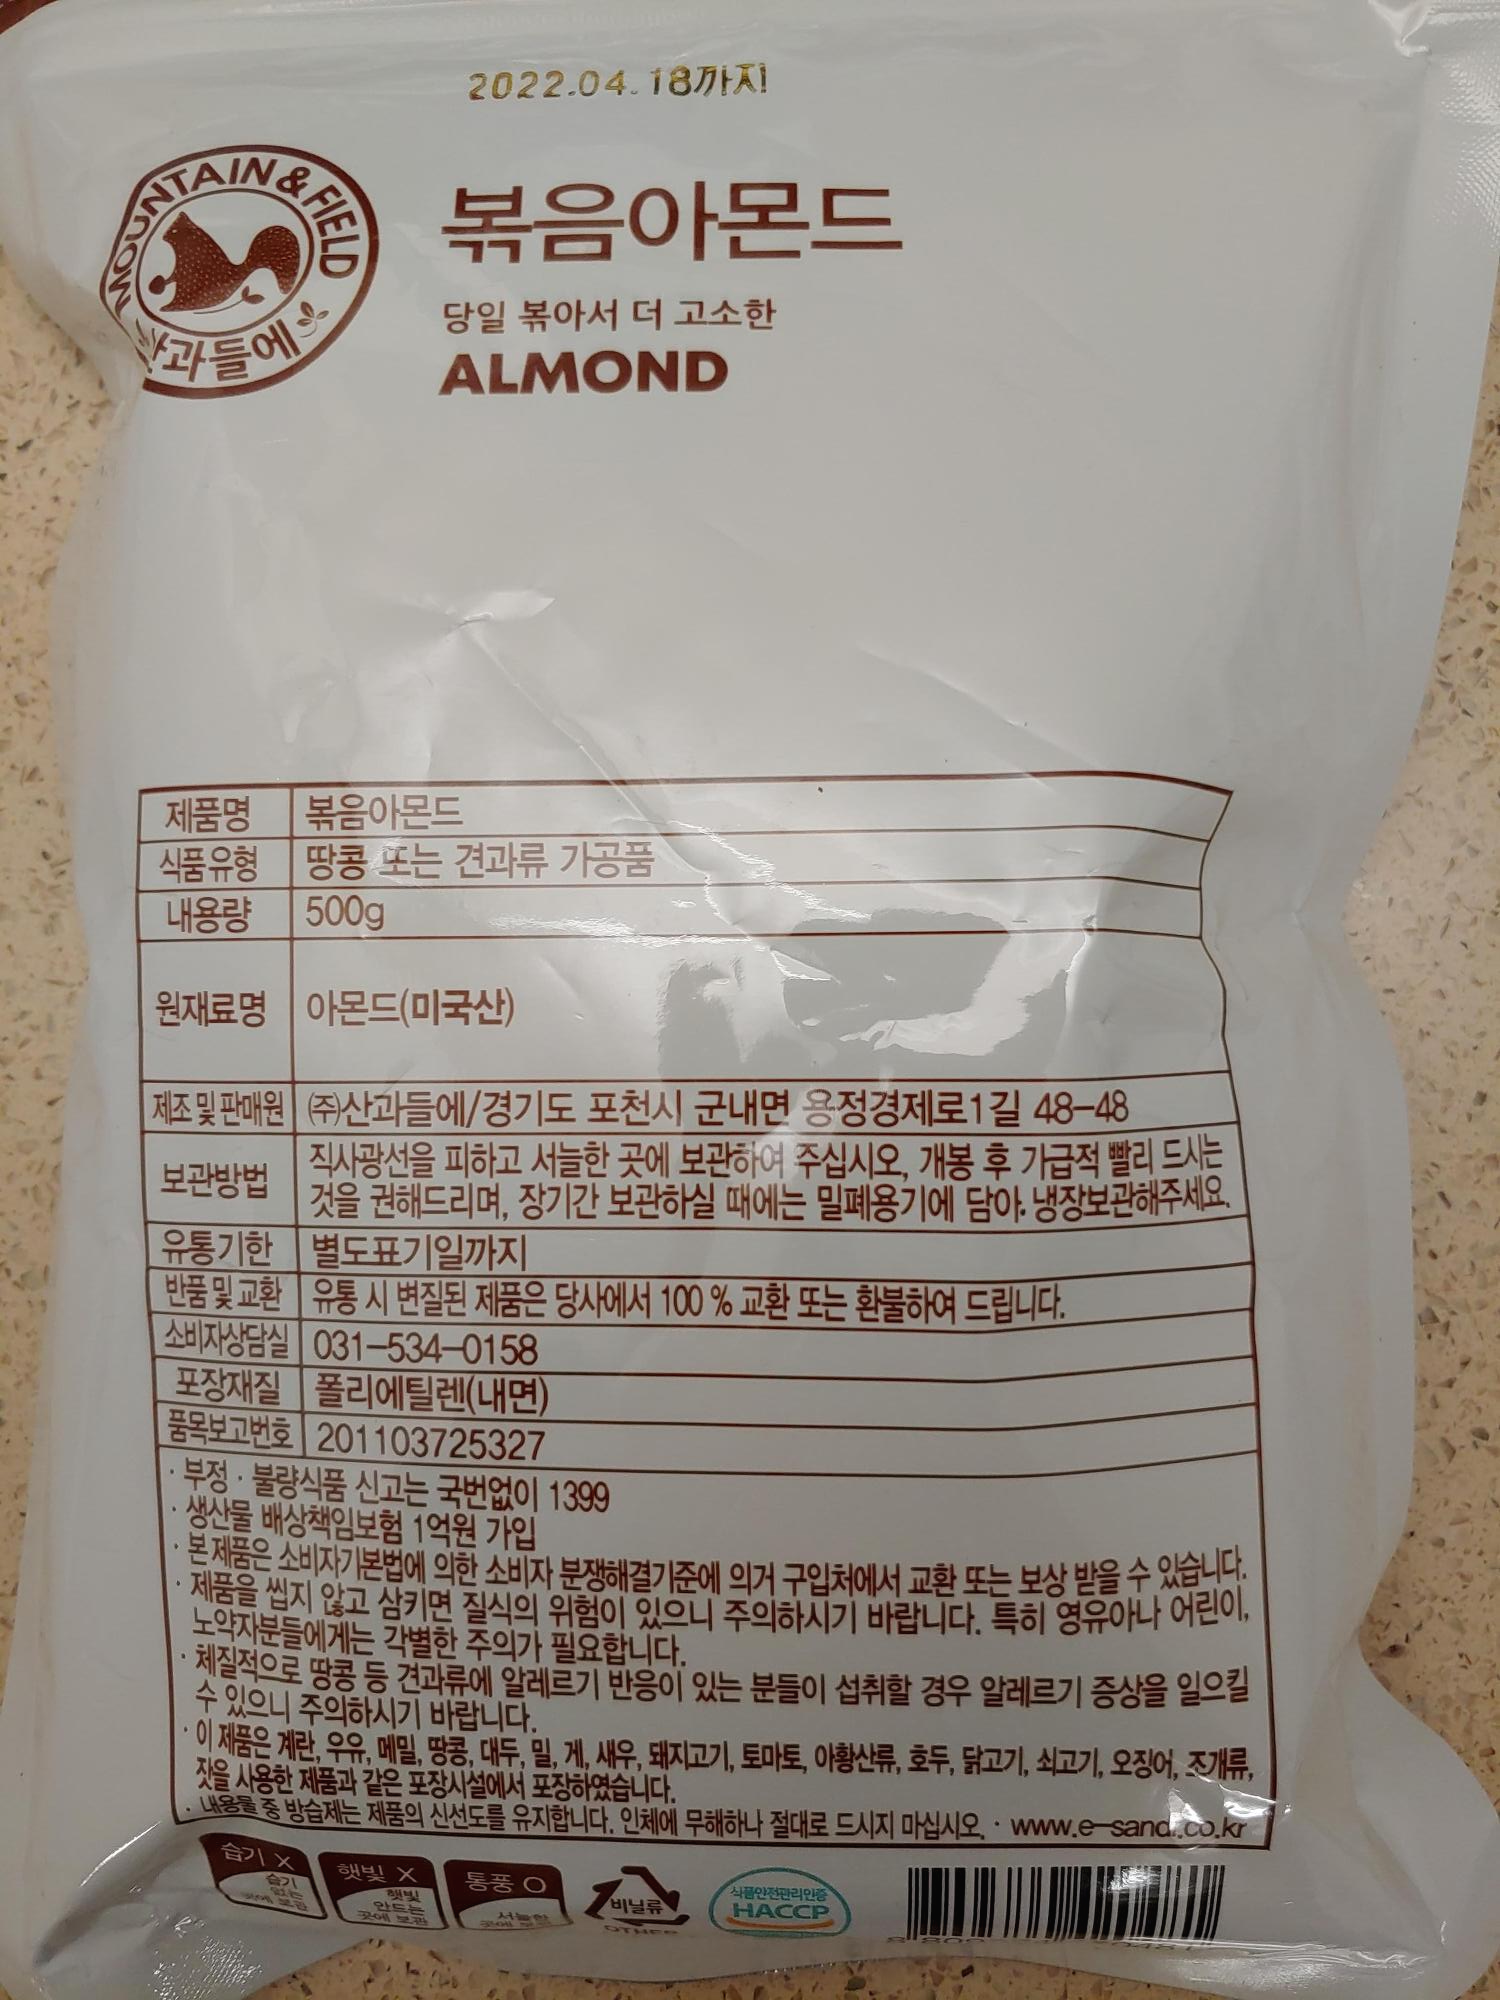 2022.04.18까지
MOUNTAIN & FIELD
산과들에
볶음아몬드
당일 볶아서 더 고소한
ALMOND
제품명 볶음아몬드
식품유형 땅콩 또는 견과류 가공품
내용량 500g
원재료명 아몬드(미국산)
제조 및 판매원 ㈜산과들에/경기도 포천시 군내면 용정경제로1길 48-48
보관방법 직사광선을 피하고 서늘한 곳에 보관하여 주십시오, 개봉 후 가급적 빨리 드시는
것을 권해드리며, 장기간 보관하실 때에는 밀폐용기에 담아. 냉장보관해주세요.
유통기한 별도표기일까지
반품 및 교환 유통 시 변질된 제품은 당사에서 100 % 교환 또는 환불하여 드립니다.
소비자상담실 031-534-0158
포장재질 폴리에틸렌(내면)
품목보고번호 201103725327
· 부정 · 불량식품 신고는 국번없이 1399
· 생산물 배상책임보험 1억원 가입
· 본 제품은 소비자기본법에 의한 소비자 분쟁해결기준에 의거 구입처에서 교환 또는 보상 받을 수 있습니다.
· 제품을 씹지 않고 삼키면 질식의 위험이 있으니 주의하시기 바랍니다. 특히 영유아나 어린이,
노약자분들에게는 각별한 주의가 필요합니다.
· 체질적으로 땅콩 등 견과류에 알레르기 반응이 있는 분들이 섭취할 경우 알레르기 증상을 일으킬
수 있으니 주의하시기 바랍니다.
· 이 제품은 계란, 우유, 메밀, 땅콩, 대두, 밀, 게, 새우, 돼지고기, 토마토, 아황산류, 호두, 닭고기, 쇠고기, 오징어, 조개류,
잣을 사용한 제품과 같은 포장시설에서 포장하였습니다.
· 내용물 중 방습제는 제품의 신선도를 유지합니다. 인체에 무해하나 절대로 드시지 마십시오. · www.e-sand.co.kr
습기 X
습기
없는
곳에 보관
햇빛 X
햇빛
안드는
곳에 보관
통풍 O
서늘한
곳에 보관
비닐류
OTHER
식품안전관리인증
HACCP